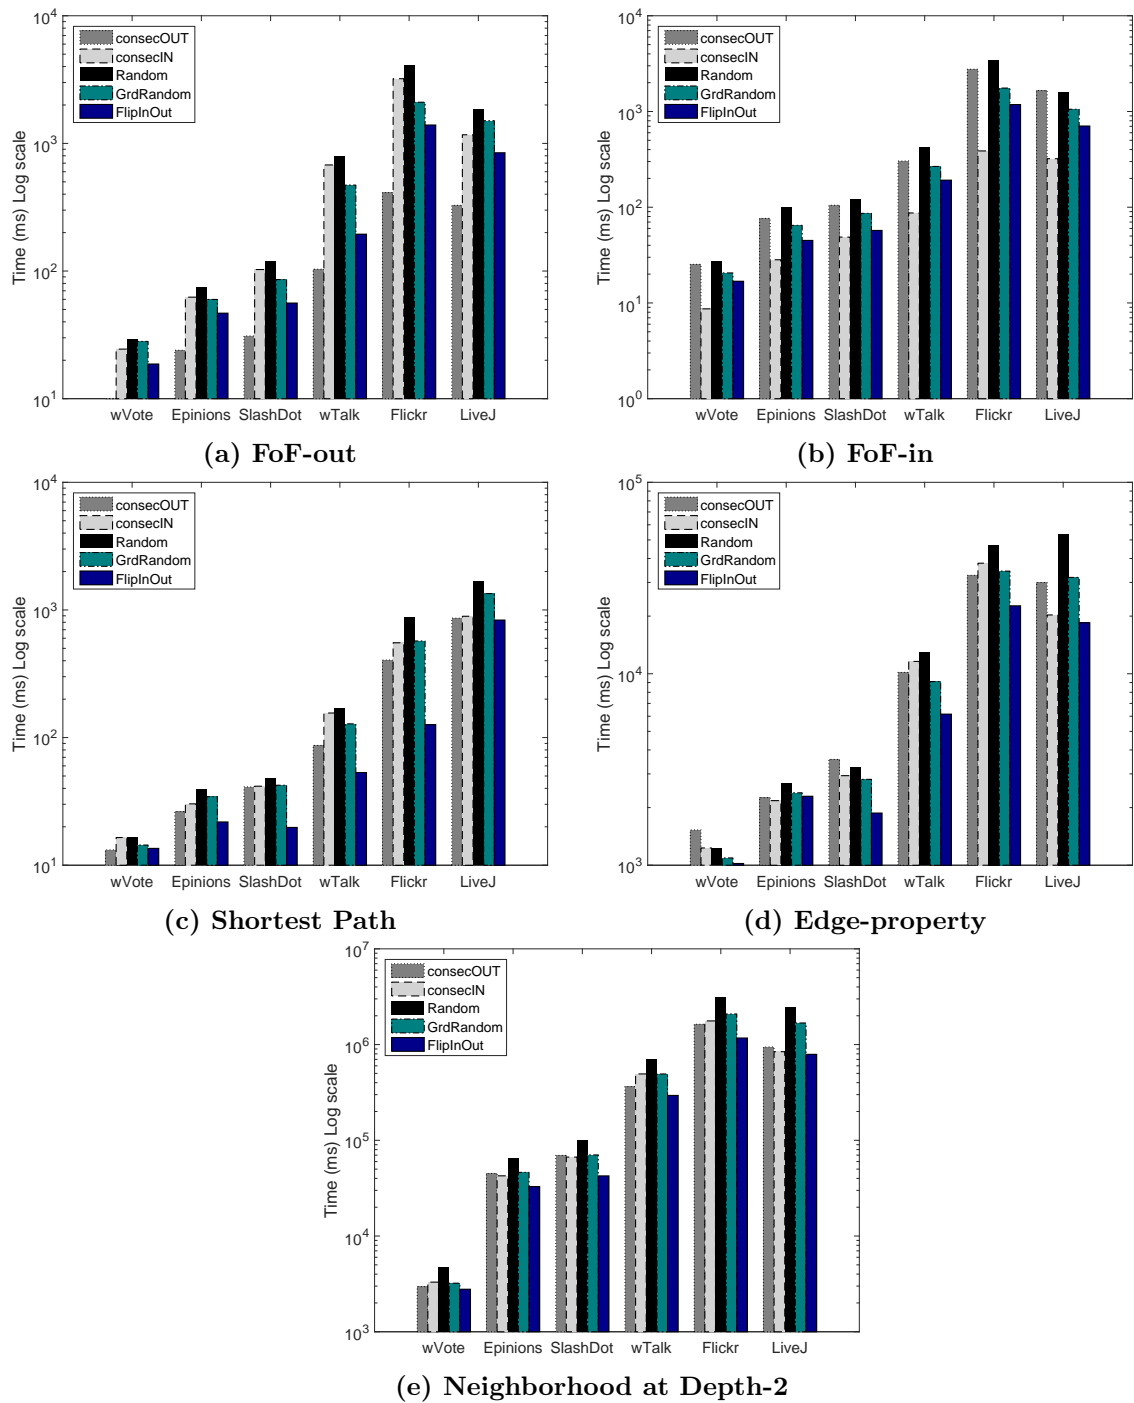 10^4
10^3
10^2
10^1
Time (ms) Log scale
consecOUT
consecIN
Random
GrdRandom
FlipInOut
wVote Epinions SlashDot wTalk Flickr LiveJ
(a) FoF-out
10^4
10^3
10^2
10^1
10^0
Time (ms) Log scale
consecOUT
consecIN
Random
GrdRandom
FlipInOut
wVote Epinions SlashDot wTalk Flickr LiveJ
(b) FoF-in
10^4
10^3
10^2
10^1
Time (ms) Log scale
consecOUT
consecIN
Random
GrdRandom
FlipInOut
wVote Epinions SlashDot wTalk Flickr LiveJ
(c) Shortest Path
10^5
10^4
10^3
Time (ms) Log scale
consecOUT
consecIN
Random
GrdRandom
FlipInOut
wVote Epinions SlashDot wTalk Flickr LiveJ
(d) Edge-property
10^7
10^6
10^5
10^4
10^3
Time (ms) Log scale
consecOUT
consecIN
Random
GrdRandom
FlipInOut
wVote Epinions SlashDot wTalk Flickr LiveJ
(e) Neighborhood at Depth-2